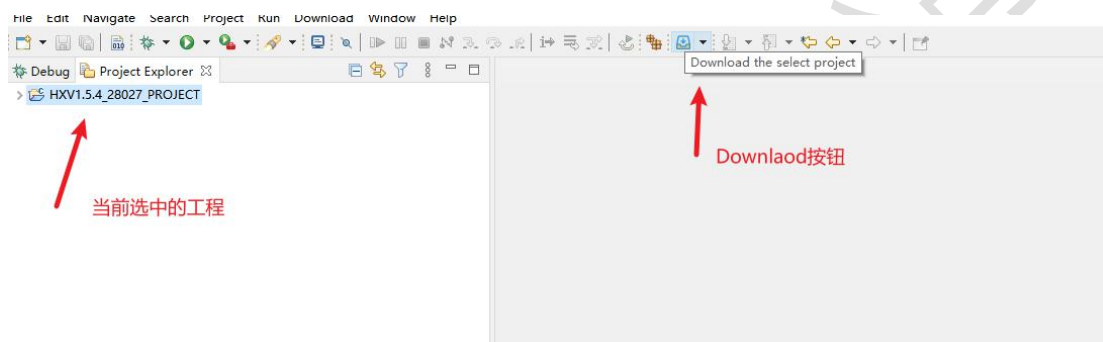 File Edit Navigate Search Project Run Download Window Help
Debug Project Explorer
Download the select project
HXV1.5.4_28027_PROJECT
Downlaod按钮
当前选中的工程